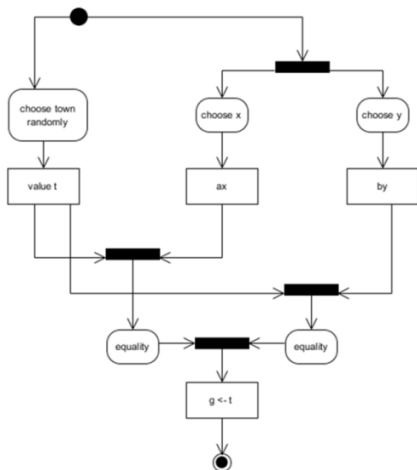 choose town
randomly
choose x
choose y
value t
ax
by
equality
equality
g <- t